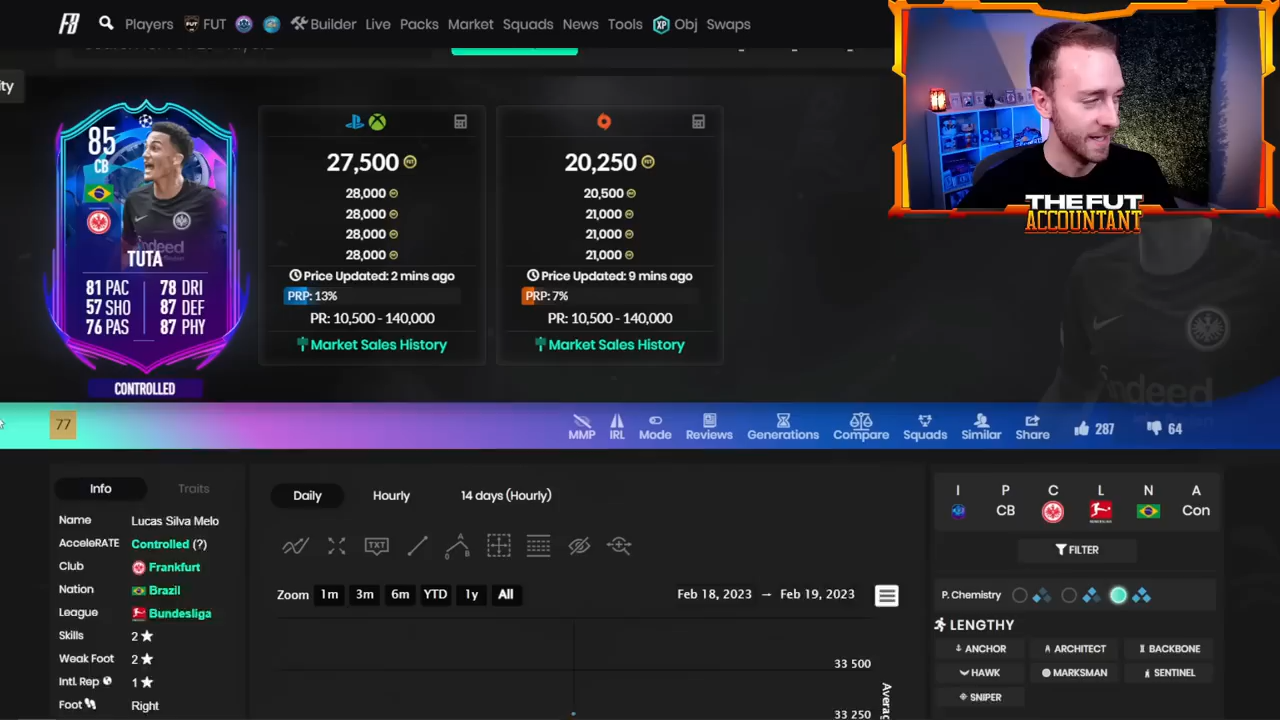 Players FUT Builder Live Packs Market Squads News Tools XP Obj Swaps
ity
85
CB
indeed
TUTA
81 PAC 78 DRI
57 SHO 87 DEF
76 PAS 87 PHY
CONTROLLED
27,500
28,000
28,000
28,000
28,000
Price Updated: 2 mins ago
PRP: 13%
PR: 10,500 - 140,000
Market Sales History
20,250
20,500
21,000
21,000
21,000
Price Updated: 9 mins ago
PRP: 7%
PR: 10,500 - 140,000
Market Sales History
THE FUT
ACCOUNTANT
indeed
77
MMP IRL Mode Reviews Generations Compare Squads Similar Share 287 64
Info Traits
Name Lucas Silva Melo
AcceleRATE Controlled (?)
Club Frankfurt
Nation Brazil
League Bundesliga
Skills 2
Weak Foot 2
Intl. Rep 1
Foot Right
Daily Hourly 14 days (Hourly)
TXT
Zoom 1m 3m 6m YTD 1y All Feb 18, 2023 → Feb 19, 2023
33 500
33 250
Averag
I P C L N A
CB BUNDESLIGA Con
FILTER
P. Chemistry
LENGTHY
ANCHOR ARCHITECT BACKBONE
HAWK MARKSMAN SENTINEL
SNIPER